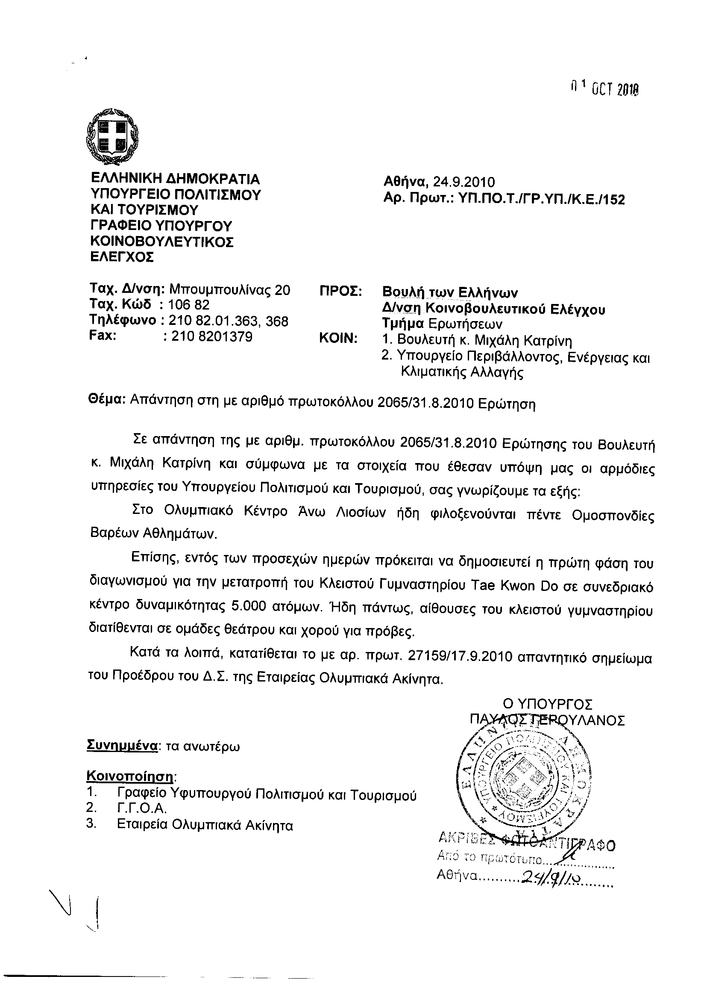 01 OCT 2010
ΕΛΛΗΝΙΚΗ ΔΗΜΟΚΡΑΤΙΑ
ΥΠΟΥΡΓΕΙΟ ΠΟΛΙΤΙΣΜΟΥ
ΚΑΙ ΤΟΥΡΙΣΜΟΥ
ΓΡΑΦΕΙΟ ΥΠΟΥΡΓΟΥ
ΚΟΙΝΟΒΟΥΛΕΥΤΙΚΟΣ
ΕΛΕΓΧΟΣ
Αθήνα, 24.9.2010
Αρ. Πρωτ.: ΥΠ.ΠΟ.Τ./ΓΡ.ΥΠ./Κ.Ε./152
Ταχ. Δ/νση: Μπουμπουλίνας 20
Ταχ. Κώδ : 106 82
Τηλέφωνο : 210 82.01.363, 368
Fax: : 210 8201379
ΠΡΟΣ: Βουλή των Ελλήνων
Δ/νση Κοινοβουλευτικού Ελέγχου
Τμήμα Ερωτήσεων
ΚΟΙΝ: 1. Βουλευτή κ. Μιχάλη Κατρίνη
2. Υπουργείο Περιβάλλοντος, Ενέργειας και
Κλιματικής Αλλαγής
Θέμα: Απάντηση στη με αριθμό πρωτοκόλλου 2065/31.8.2010 Ερώτηση
Σε απάντηση της με αριθμ. πρωτοκόλλου 2065/31.8.2010 Ερώτησης του Βουλευτή
κ. Μιχάλη Κατρίνη και σύμφωνα με τα στοιχεία που έθεσαν υπόψη μας οι αρμόδιες
υπηρεσίες του Υπουργείου Πολιτισμού και Τουρισμού, σας γνωρίζουμε τα εξής:
Στο Ολυμπιακό Κέντρο Άνω Λιοσίων ήδη φιλοξενούνται πέντε Ομοσπονδίες
Βαρέων Αθλημάτων.
Επίσης, εντός των προσεχών ημερών πρόκειται να δημοσιευτεί η πρώτη φάση του
διαγωνισμού για την μετατροπή του Κλειστού Γυμναστηρίου Tae Kwon Do σε συνεδριακό
κέντρο δυναμικότητας 5.000 ατόμων. Ήδη πάντως, αίθουσες του κλειστού γυμναστηρίου
διατίθενται σε ομάδες θεάτρου και χορού για πρόβες.
Κατά τα λοιπά, κατατίθεται το με αρ. πρωτ. 27159/17.9.2010 απαντητικό σημείωμα
του Προέδρου του Δ.Σ. της Εταιρείας Ολυμπιακά Ακίνητα.
Ο ΥΠΟΥΡΓΟΣ
ΠΑΥΛΟΣ ΓΕΡΟΥΛΑΝΟΣ
Συνημμένα: τα ανωτέρω
Κοινοποίηση:
1. Γραφείο Υφυπουργού Πολιτισμού και Τουρισμού
2. Γ.Γ.Ο.Α.
3. Εταιρεία Ολυμπιακά Ακίνητα
ΕΛΛΗΝΙΚΗ ΔΗΜΟΚΡΑΤΙΑ
ΥΠΟΥΡΓΕΙΟ ΠΟΛΙΤΙΣΜΟΥ ΚΑΙ ΤΟΥΡΙΣΜΟΥ
ΑΚΡΙΒΕΣ ΦΩΤΟΑΝΤΙΓΡΑΦΟ
Από το πρωτότυπο
Αθήνα..........24/9/10..........